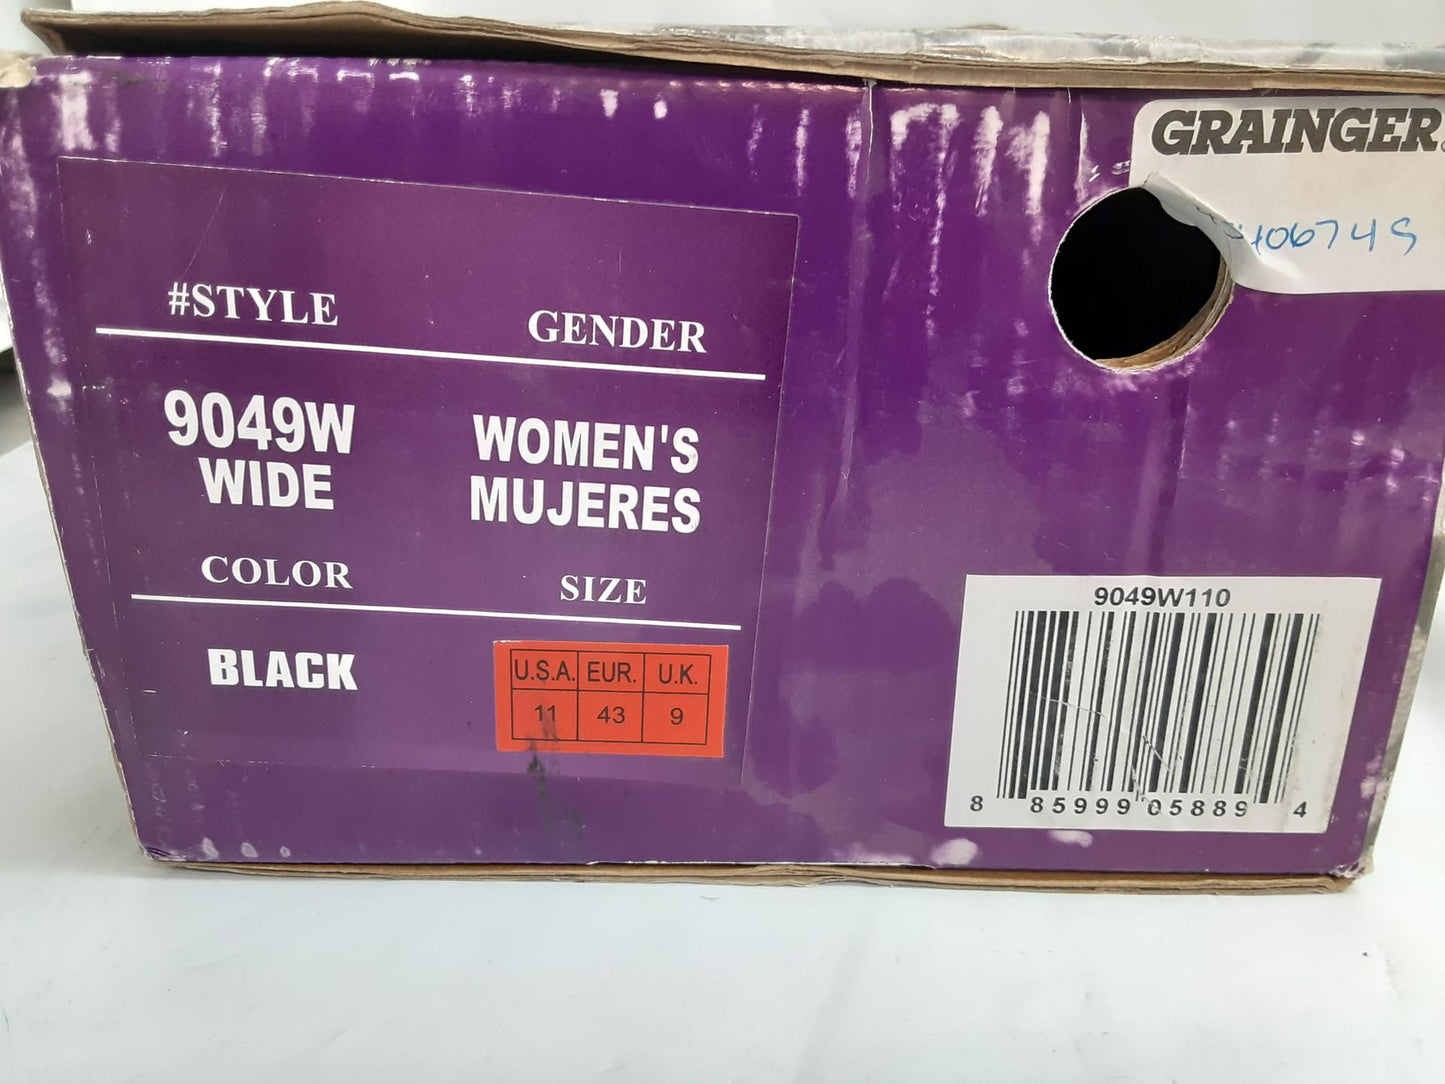 GRAINGER
#STYLE
GENDER
9049W
WIDE
WOMEN'S
MUJERES
COLOR
SIZE
BLACK
U.S.A. EUR. U.K.
11 43 9
9049W110
8 85999 05889 4